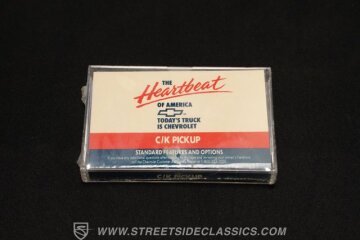 THE
Heartbeat
OF AMERICA
TODAY'S TRUCK
IS CHEVROLET
C/K PICKUP
STANDARD FEATURES AND OPTIONS
C/K PICKUP
WWW.STREETSIDECLASSICS.COM